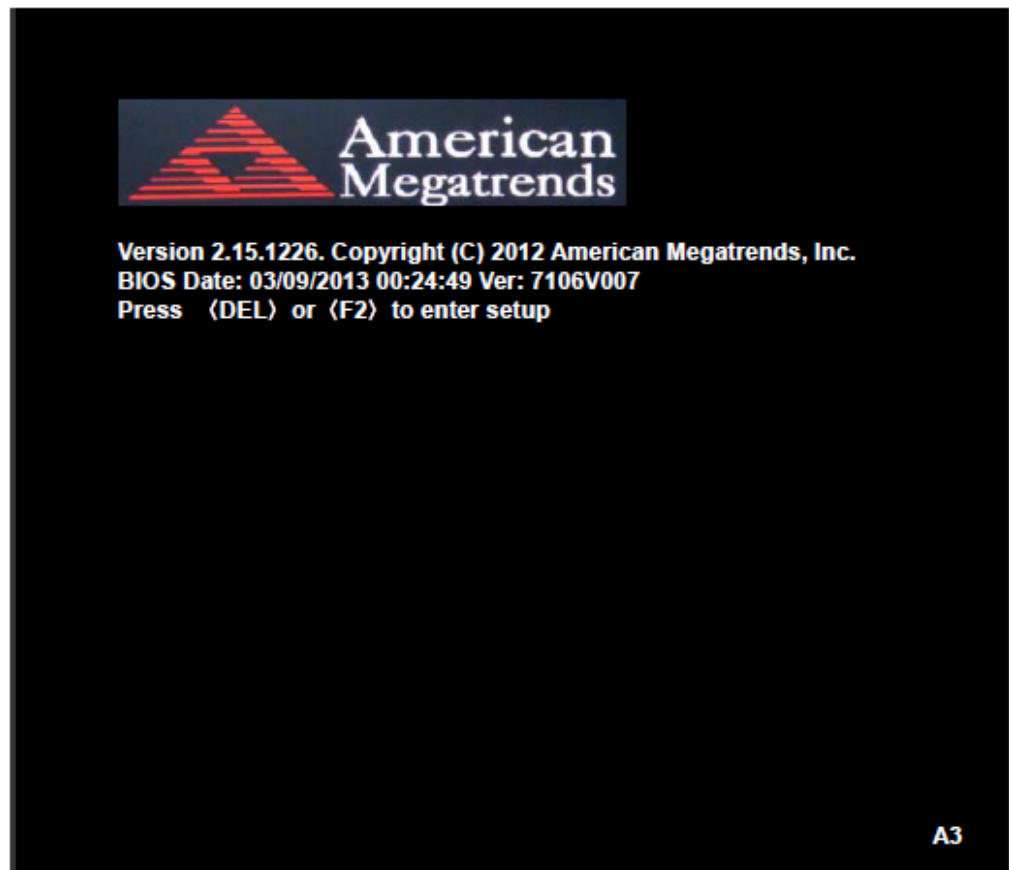 American
Megatrends
Version 2.15.1226. Copyright (C) 2012 American Megatrends, Inc.
BIOS Date: 03/09/2013 00:24:49 Ver: 7106V007
Press 〈DEL〉 or 〈F2〉 to enter setup
A3